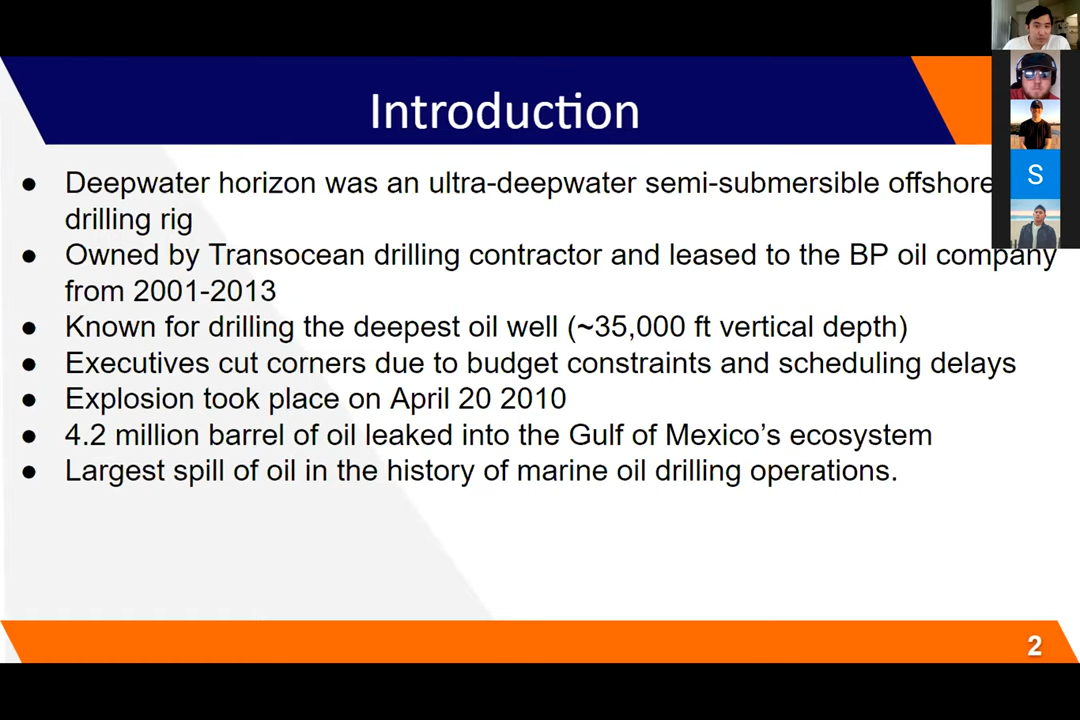 Introduction
● Deepwater horizon was an ultra-deepwater semi-submersible offshore
drilling rig
● Owned by Transocean drilling contractor and leased to the BP oil company
from 2001-2013
● Known for drilling the deepest oil well (~35,000 ft vertical depth)
● Executives cut corners due to budget constraints and scheduling delays
● Explosion took place on April 20 2010
● 4.2 million barrel of oil leaked into the Gulf of Mexico’s ecosystem
● Largest spill of oil in the history of marine oil drilling operations.
S
2